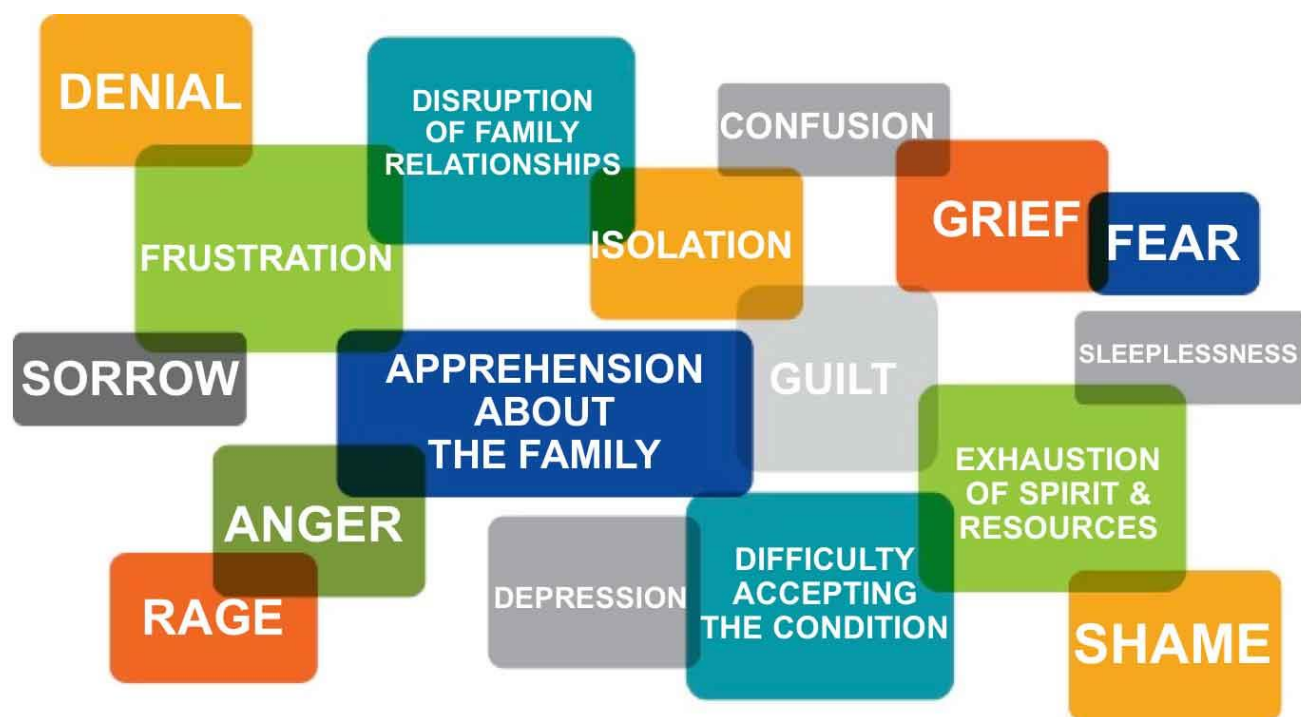 DENIAL
DISRUPTION
OF FAMILY
RELATIONSHIPS
CONFUSION
FRUSTRATION
ISOLATION
GRIEF
FEAR
SORROW
APPREHENSION
ABOUT
THE FAMILY
GUILT
SLEEPLESSNESS
ANGER
EXHAUSTION
OF SPIRIT &
RESOURCES
RAGE
DEPRESSION
DIFFICULTY
ACCEPTING
THE CONDITION
SHAME